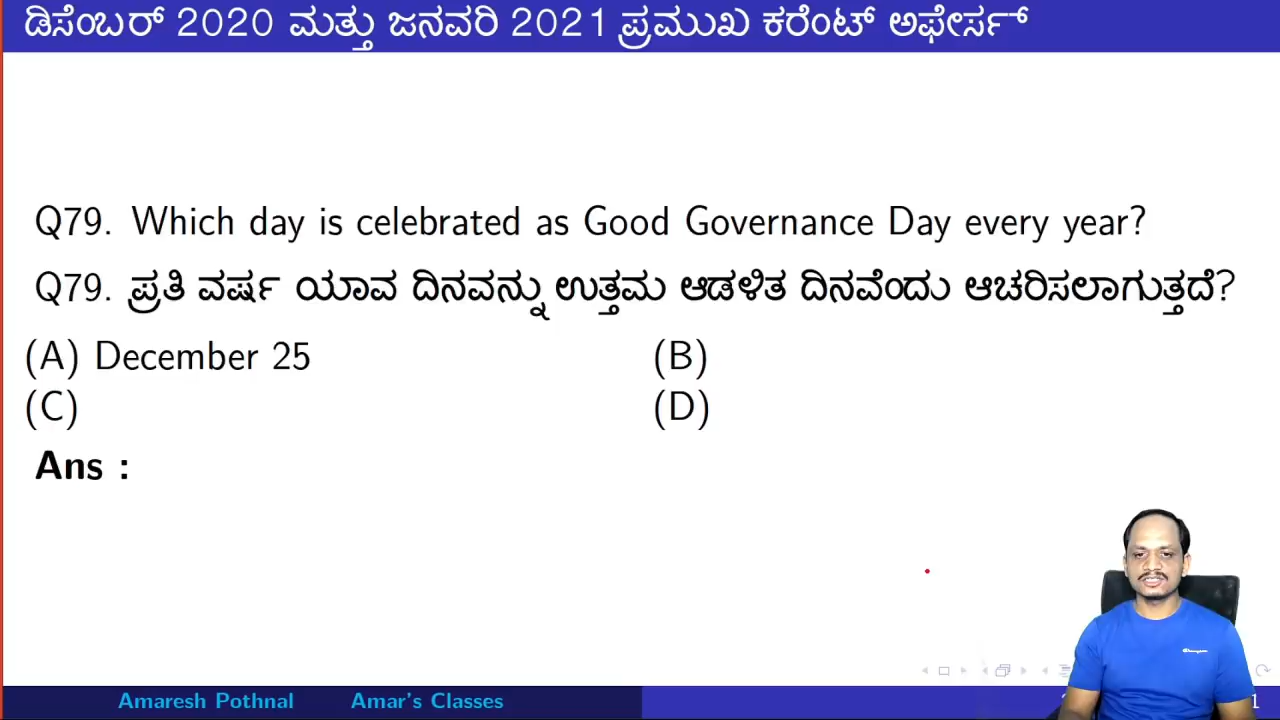 ಡಿಸೆಂಬರ್ 2020 ಮತ್ತು ಜನವರಿ 2021 ಪ್ರಮುಖ ಕರೆಂಟ್ ಅಫೇರ್ಸ್
Q79. Which day is celebrated as Good Governance Day every year?
Q79. ಪ್ರತಿ ವರ್ಷ ಯಾವ ದಿನವನ್ನು ಉತ್ತಮ ಆಡಳಿತ ದಿನವೆಂದು ಆಚರಿಸಲಾಗುತ್ತದೆ?
(A) December 25 (B)
(C) (D)
Ans :
Amaresh Pothnal Amar's Classes